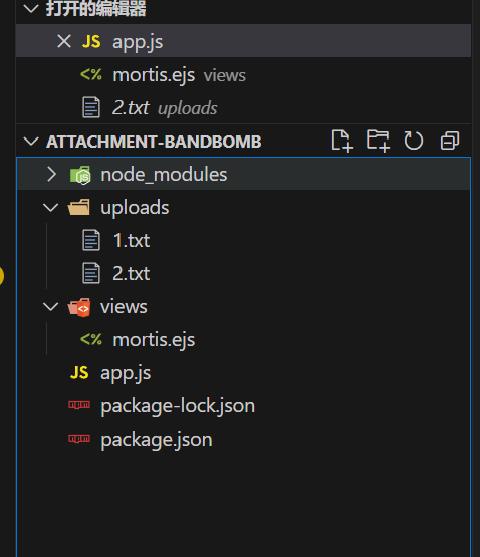 打开的编辑器
JS app.js
<%> mortis.ejs views
2.txt uploads
ATTACHMENT-BANDBOMB
node_modules
uploads
1.txt
2.txt
views
<%> mortis.ejs
JS app.js
package-lock.json
package.json